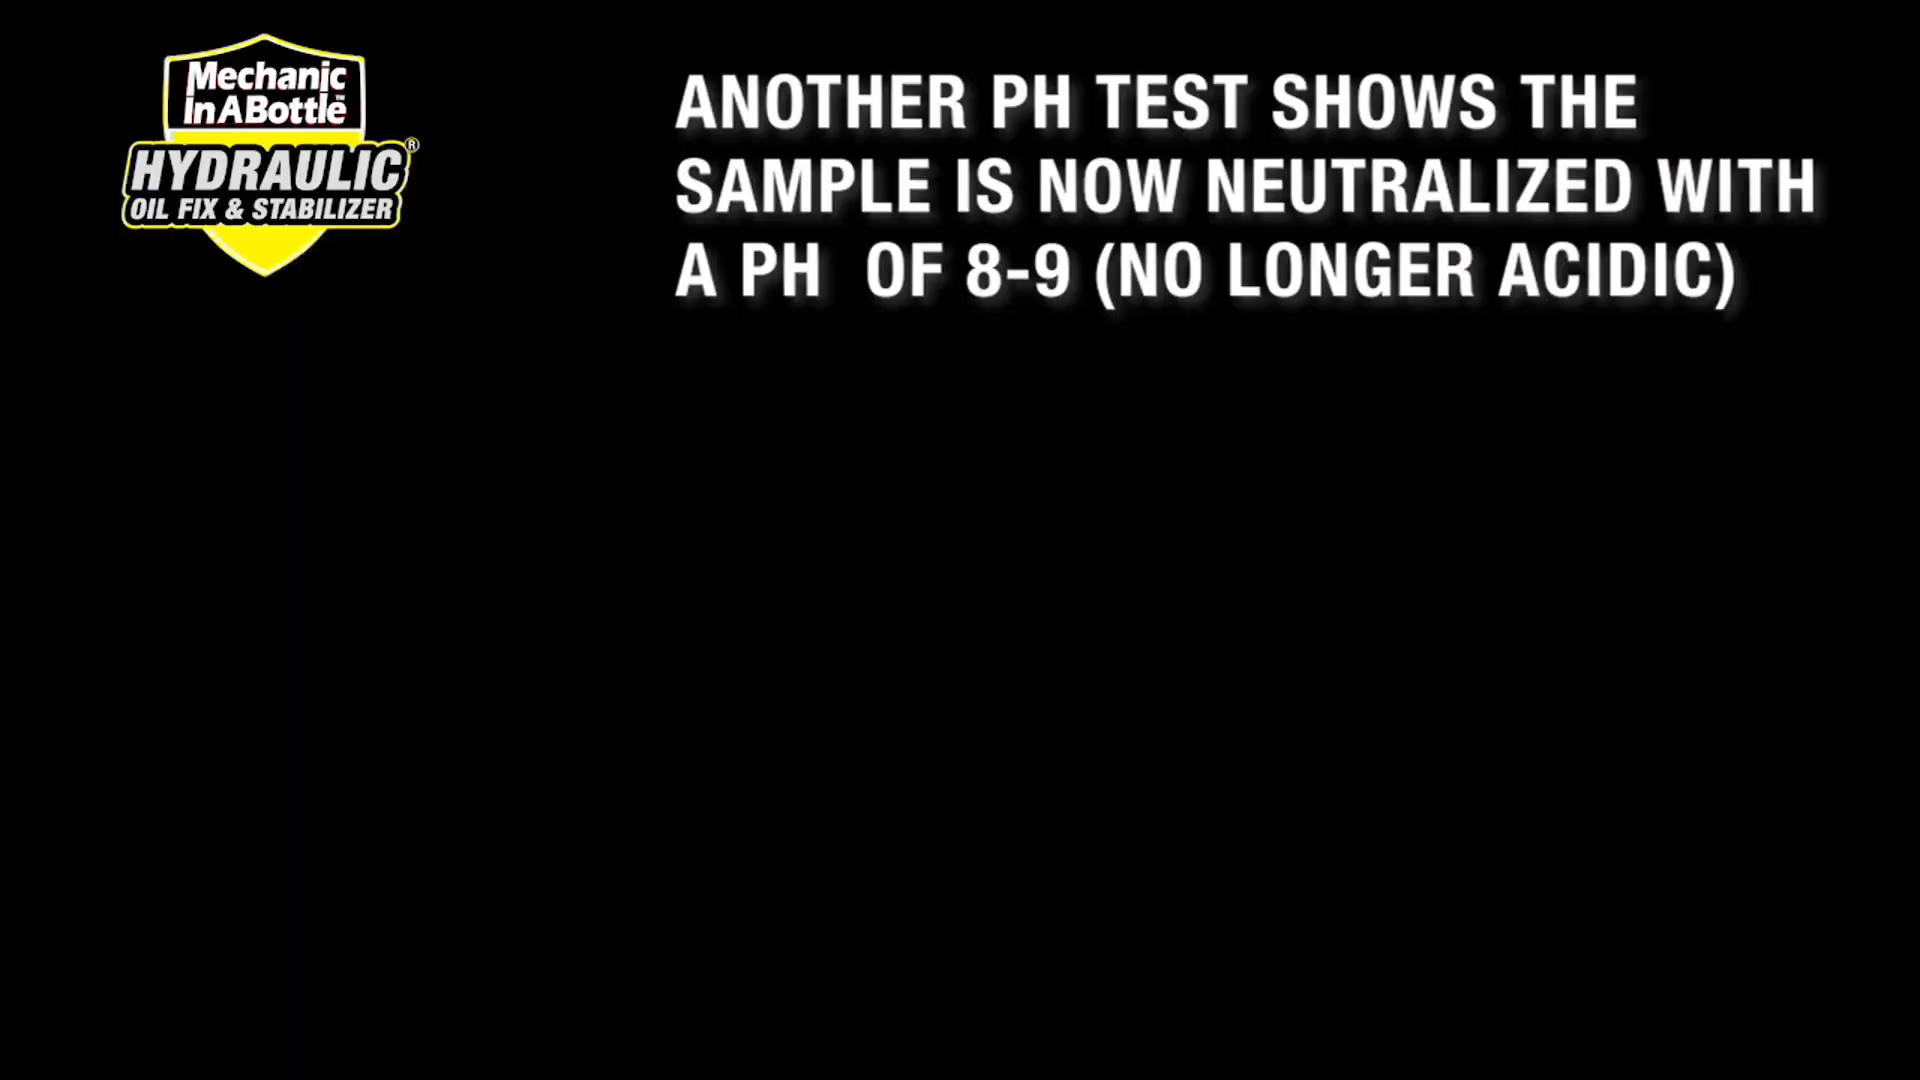 Mechanic
In A Bottle™
HYDRAULIC®
OIL FIX & STABILIZER
ANOTHER PH TEST SHOWS THE
SAMPLE IS NOW NEUTRALIZED WITH
A PH OF 8-9 (NO LONGER ACIDIC)